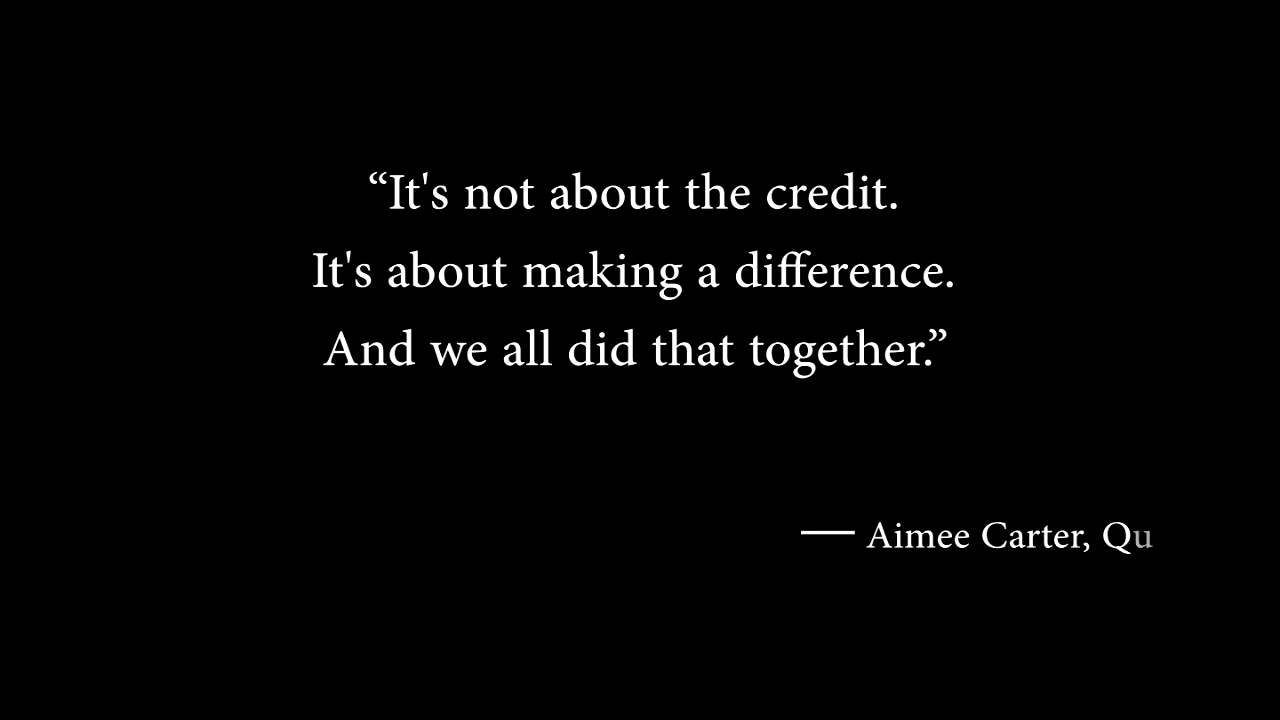 “It's not about the credit.
It's about making a difference.
And we all did that together.”
— Aimee Carter, Qu